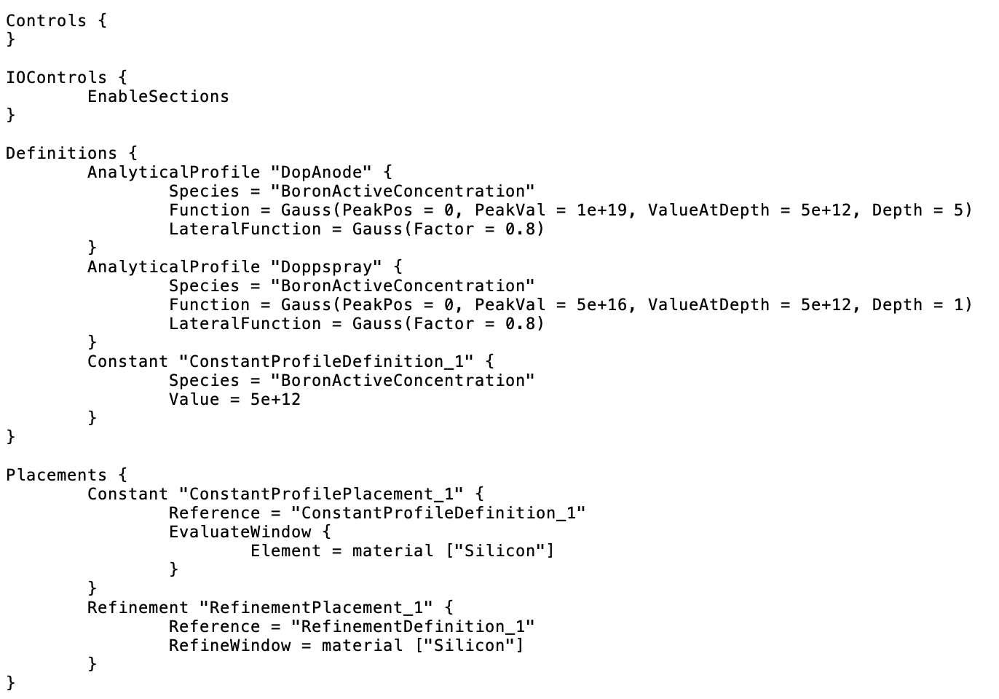 Controls {
}
IOControls {
EnableSections
}
Definitions {
AnalyticalProfile "DopAnode" {
Species = "BoronActiveConcentration"
Function = Gauss(PeakPos = 0, PeakVal = 1e+19, ValueAtDepth = 5e+12, Depth = 5)
LateralFunction = Gauss(Factor = 0.8)
}
AnalyticalProfile "Doppspray" {
Species = "BoronActiveConcentration"
Function = Gauss(PeakPos = 0, PeakVal = 5e+16, ValueAtDepth = 5e+12, Depth = 1)
LateralFunction = Gauss(Factor = 0.8)
}
Constant "ConstantProfileDefinition_1" {
Species = "BoronActiveConcentration"
Value = 5e+12
}
}
Placements {
Constant "ConstantProfilePlacement_1" {
Reference = "ConstantProfileDefinition_1"
EvaluateWindow {
Element = material ["Silicon"]
}
}
Refinement "RefinementPlacement_1" {
Reference = "RefinementDefinition_1"
RefineWindow = material ["Silicon"]
}
}